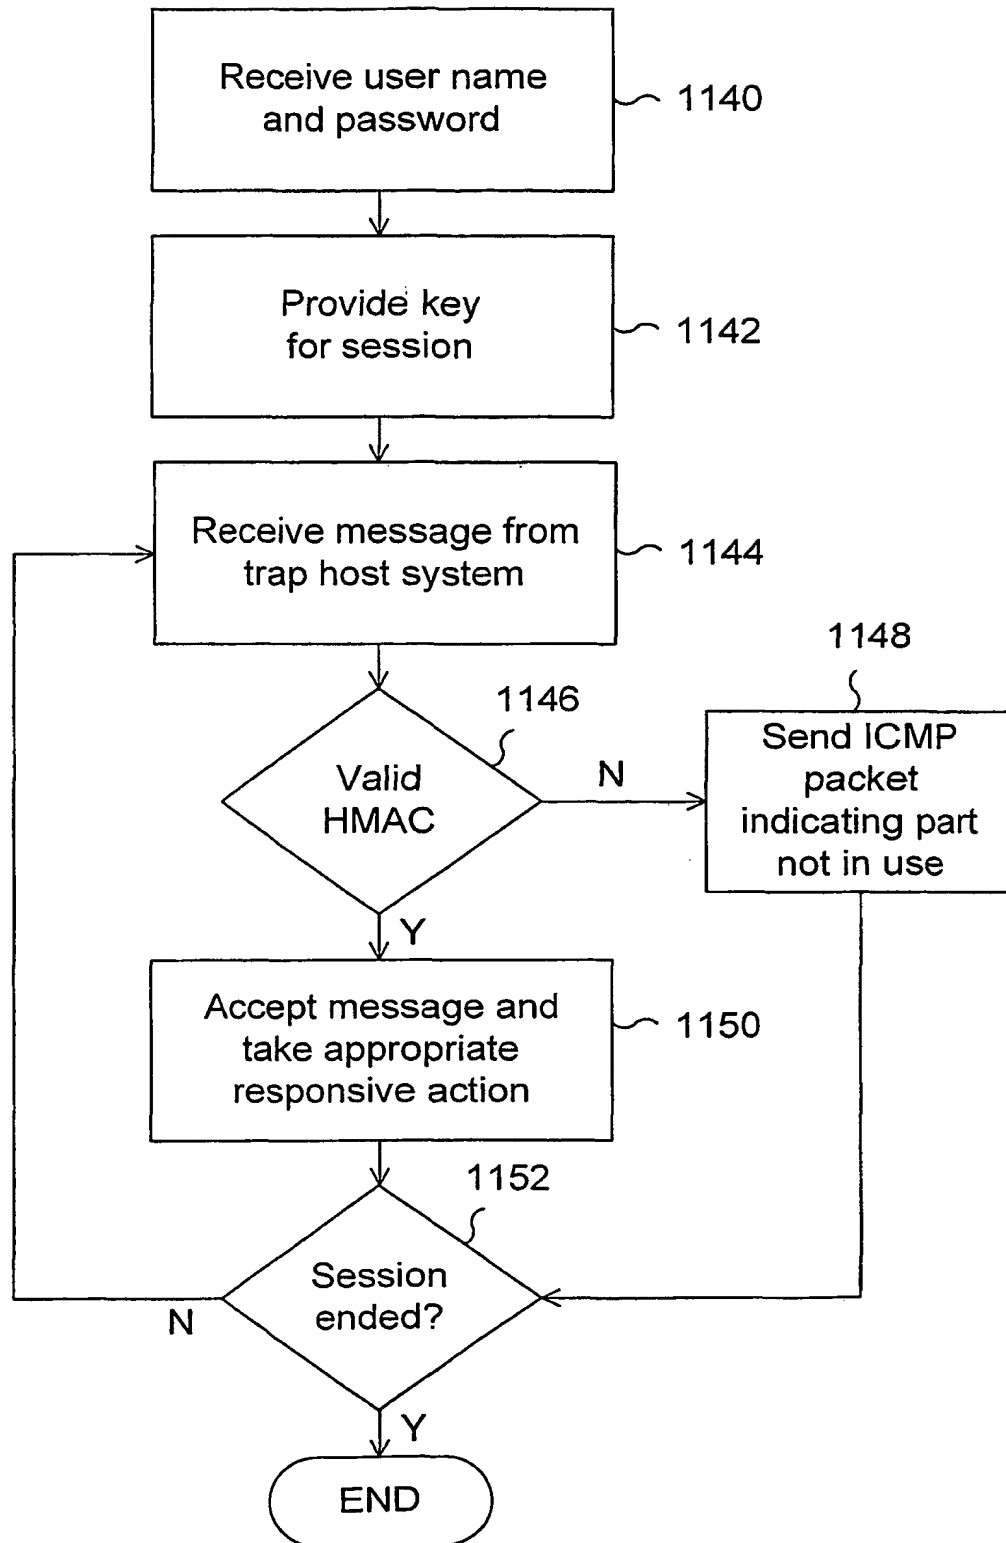 Receive user name
and password
1140
Provide key
for session
1142
Receive message from
trap host system
1144
1146
Valid
HMAC
N
1148
Send ICMP
packet
indicating part
not in use
Y
Accept message and
take appropriate
responsive action
1150
1152
Session
ended?
N
Y
END